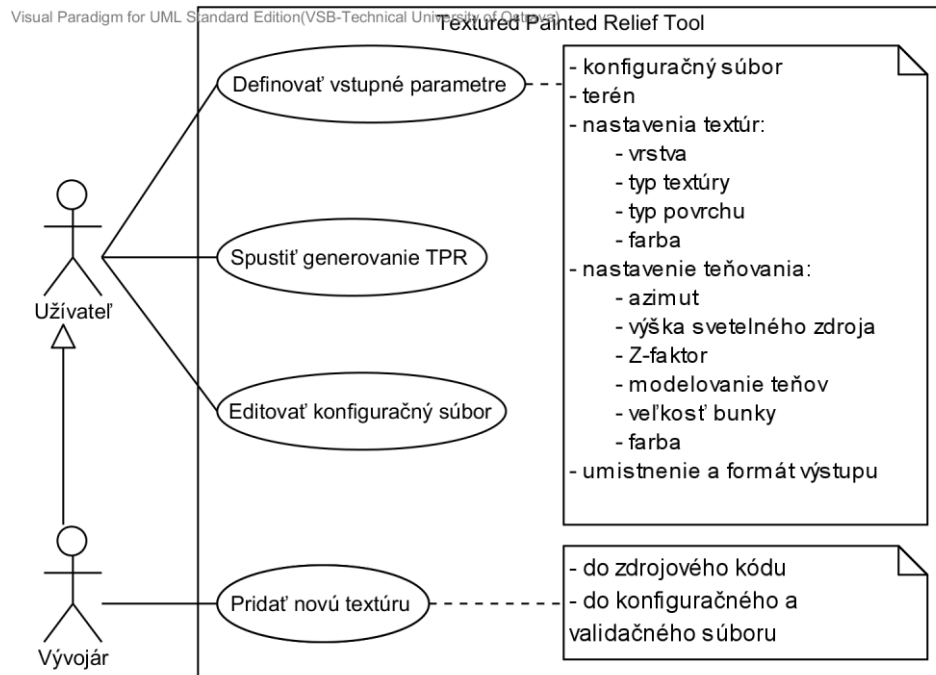 Visual Paradigm for UML Standard Edition(VSB-Technical University of Ostrava)
Textured Painted Relief Tool
Definovať vstupné parametre
- konfiguračný súbor
- terén
- nastavenia textúr:
- vrstva
- typ textúry
- typ povrchu
- farba
- nastavenie teňovania:
- azimut
- výška svetelného zdroja
- Z-faktor
- modelovanie teňov
- veľkosť bunky
- farba
- umistnenie a formát výstupu
Spustiť generovanie TPR
Užívateľ
Editovať konfiguračný súbor
Pridať novú textúru
- do zdrojového kódu
- do konfiguračného a
validačného súboru
Vývojár